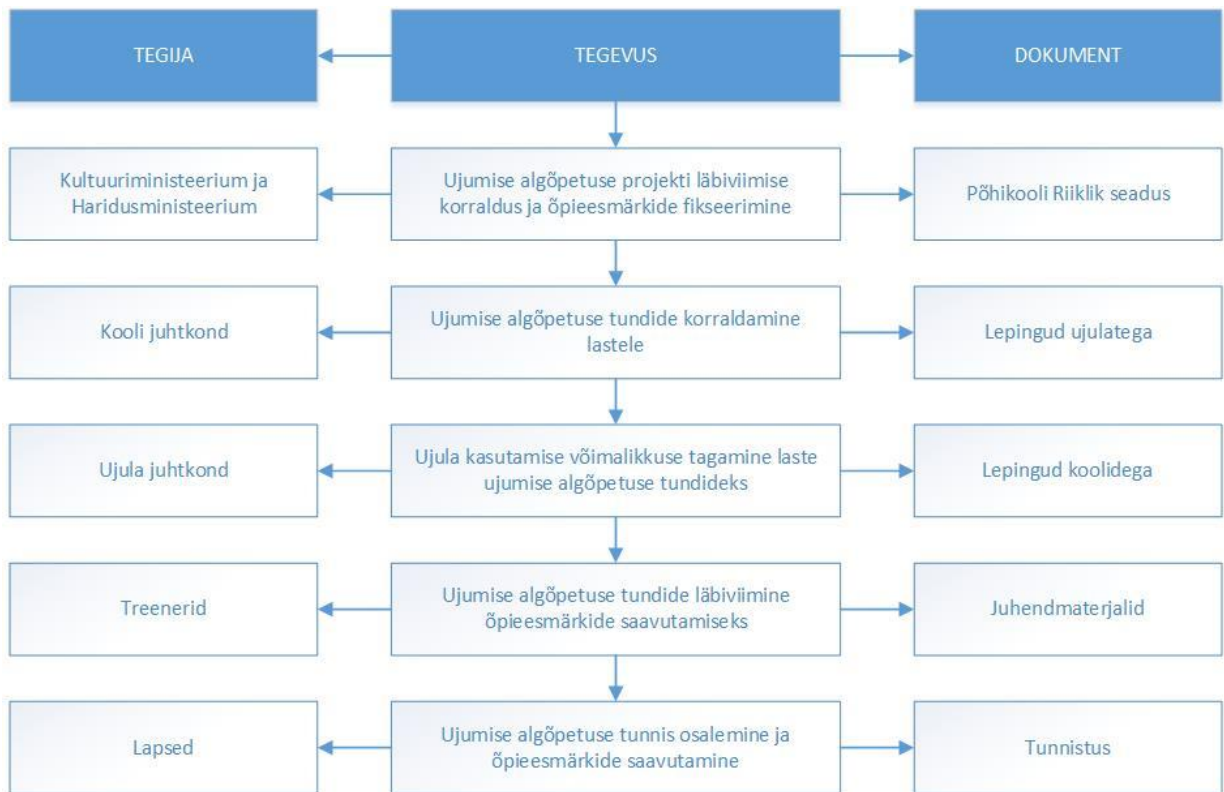 TEGIJA
TEGEVUS
DOKUMENT
Kultuuriministeerium ja
Haridusministeerium
Ujumise algõpetuse projekti läbiviimise
korraldus ja õpieesmärkide fikseerimine
Põhikooli Riiklik seadus
Kooli juhtkond
Ujumise algõpetuse tundide korraldamine
lastele
Lepingud ujulatega
Ujula juhtkond
Ujula kasutamise võimalikkuse tagamine laste
ujumise algõpetuse tundideks
Lepingud koolidega
Treenerid
Ujumise algõpetuse tundide läbiviimine
õpieesmärkide saavutamiseks
Juhendmaterjalid
Lapsed
Ujumise algõpetuse tunnis osalemine ja
õpieesmärkide saavutamine
Tunnistus